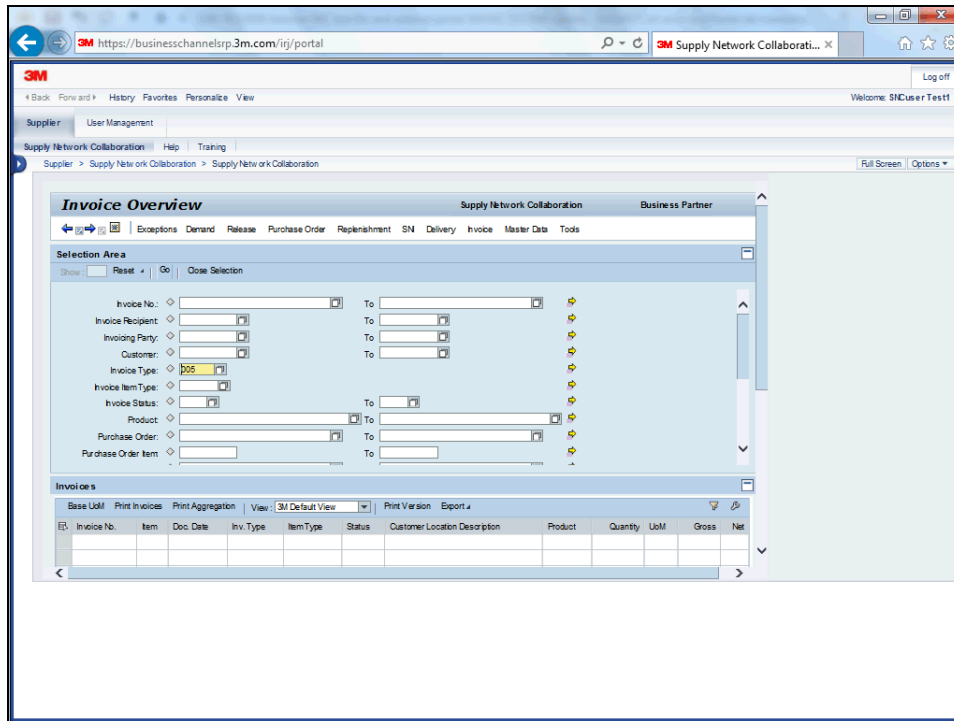 3M https://businesschannelsrp.3m.com/irj/portal
3M Supply Network Collaborati... ×
3M
Log off
Back Forward History Favorites Personalize View
Welcome: SNCuser Test1
Supplier User Management
Supply Network Collaboration Help Training
Supplier > Supply Network Collaboration > Supply Network Collaboration
Full Screen Options
Invoice Overview Supply Network Collaboration Business Partner
Exceptions Demand Release Purchase Order Replenishment SNI Delivery Invoice Master Data Tools
Selection Area
Show: Reset Go Close Selection
Invoice No.: To
Invoice Recipient: To
Invoicing Party: To
Customer: To
Invoice Type: 005
Invoice Item Type:
Invoice Status: To
Product: To
Purchase Order: To
Purchase Order Item: To
Invoices
Base UoM Print Invoices Print Aggregation View: 3M Default View Print Version Export
Invoice No. Item Doc. Date Inv. Type Item Type Status Customer Location Description Product Quantity UoM Gross Net